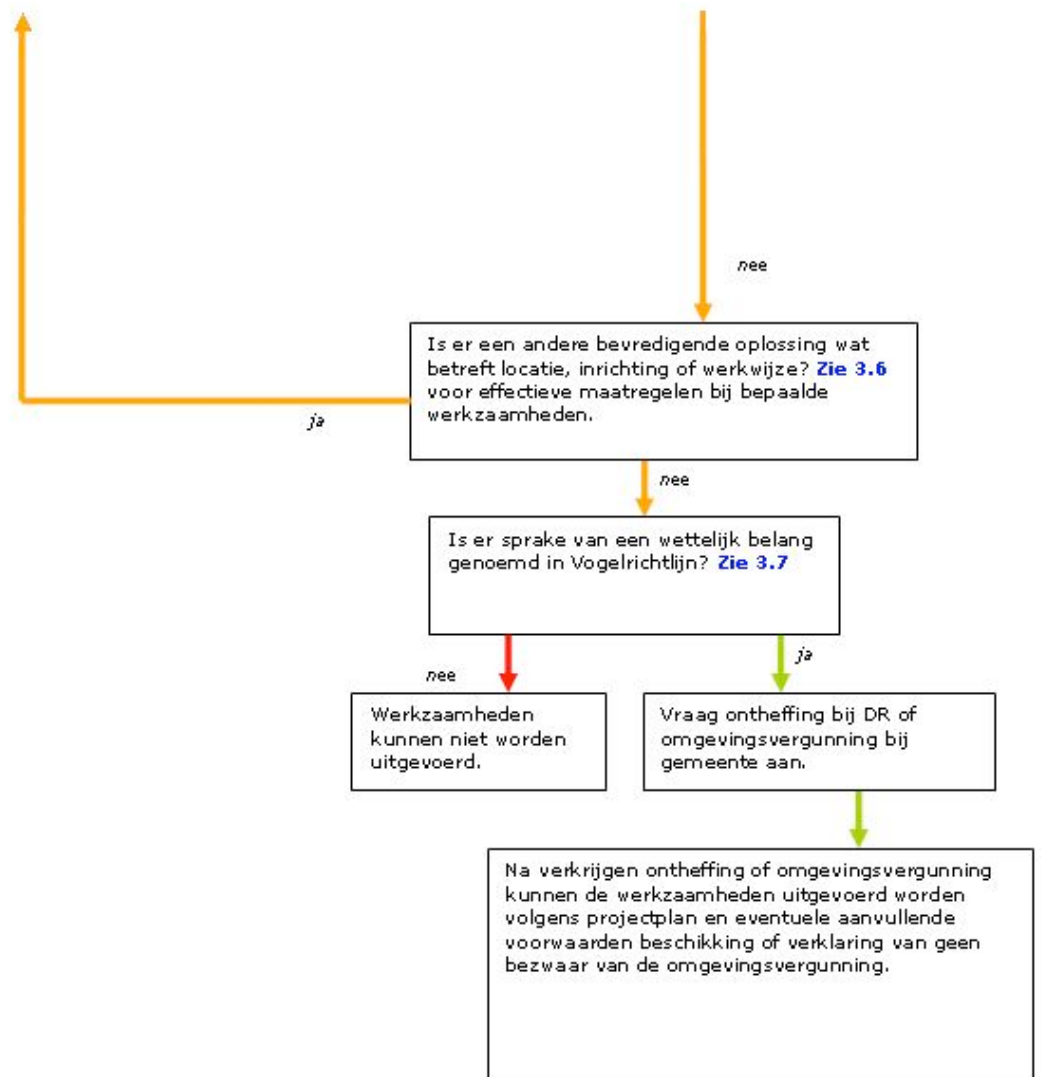 nee
Is er een andere bevredigende oplossing wat
betreft locatie, inrichting of werkwijze? Zie 3.6
voor effectieve maatregelen bij bepaalde
werkzaamheden.
ja
nee
Is er sprake van een wettelijk belang
genoemd in Vogelrichtlijn? Zie 3.7
ja
nee
Werkzaamheden
kunnen niet worden
uitgevoerd.
Vraag ontheffing bij DR of
omgevingsvergunning bij
gemeente aan.
Na verkrijgen ontheffing of omgevingsvergunning
kunnen de werkzaamheden uitgevoerd worden
volgens projectplan en eventuele aanvullende
voorwaarden beschikking of verklaring van geen
bezwaar van de omgevingsvergunning.